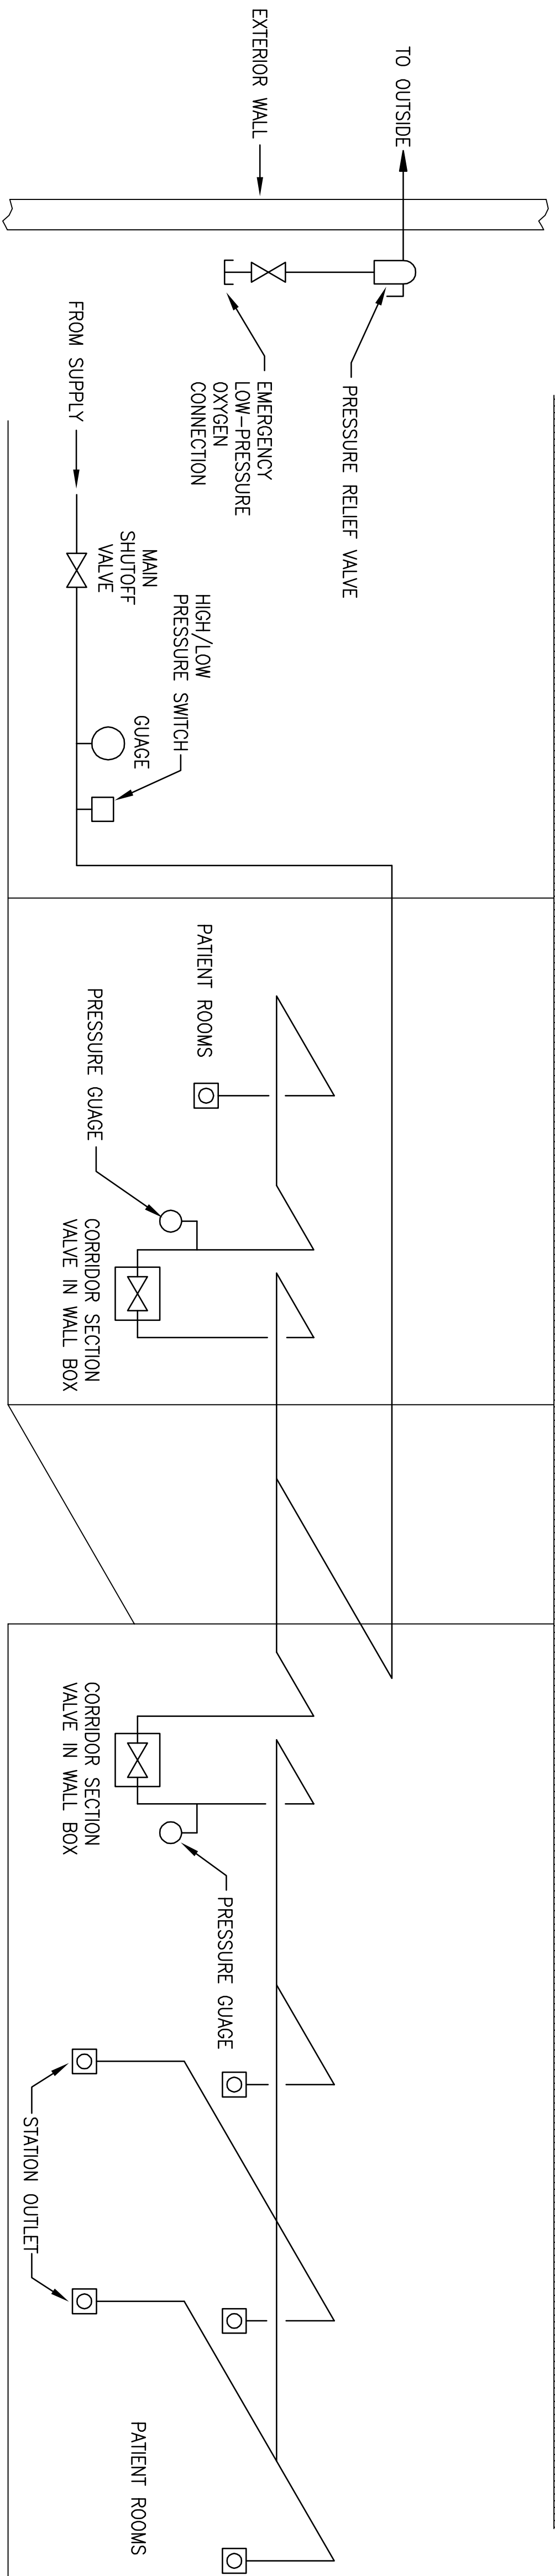 TO OUTSIDE
EXTERIOR WALL
PRESSURE RELIEF VALVE
EMERGENCY
LOW-PRESSURE
OXYGEN
CONNECTION
FROM SUPPLY
MAIN
SHUTOFF
VALVE
HIGH/LOW
PRESSURE SWITCH
GUAGE
PATIENT ROOMS
PRESSURE GUAGE
CORRIDOR SECTION
VALVE IN WALL BOX
CORRIDOR SECTION
VALVE IN WALL BOX
PRESSURE GUAGE
STATION OUTLET
PATIENT ROOMS